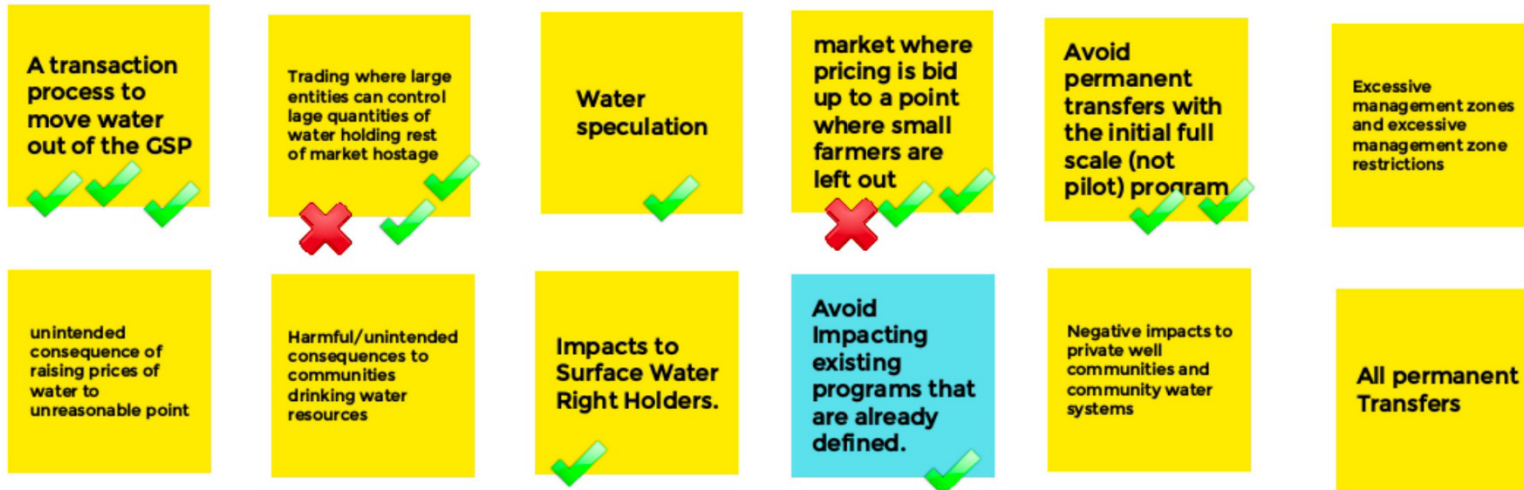 A transaction
process to
move water
out of the GSP
Trading where large
entities can control
lage quantities of
water holding rest
of market hostage
Water
speculation
market where
pricing is bid
up to a point
where small
farmers are
left out
Avoid
permanent
transfers with
the initial full
scale (not
pilot) program
Excessive
management zones
and excessive
management zone
restrictions
unintended
consequence of
raising prices of
water to
unreasonable point
Harmful/unintended
consequences to
communities
drinking water
resources
Impacts to
Surface Water
Right Holders.
Avoid
Impacting
existing
programs that
are already
defined.
Negative impacts to
private well
communities and
community water
systems
All permanent
Transfers